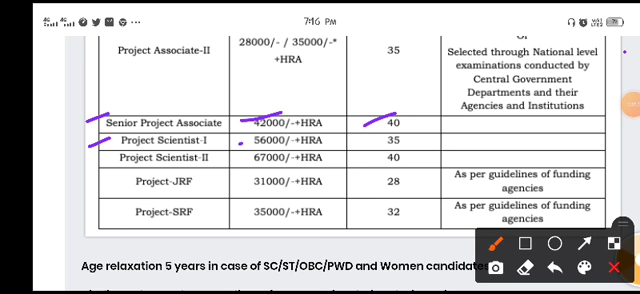 4G 4G
7:16 PM
or
28000/- / 35000/-*
Project Associate-II
+HRA
35
Selected through National level
examinations conducted by
Central Government
Departments and their
Agencies and Institutions
Senior Project Associate 42000/-+HRA 40
Project Scientist-I 56000/-+HRA 35
Project Scientist-II 67000/-+HRA 40
Project-JRF 31000/-+HRA 28 As per guidelines of funding
agencies
Project-SRF 35000/-+HRA 32 As per guidelines of funding
agencies
Age relaxation 5 years in case of SC/ST/OBC/PWD and Women candidates